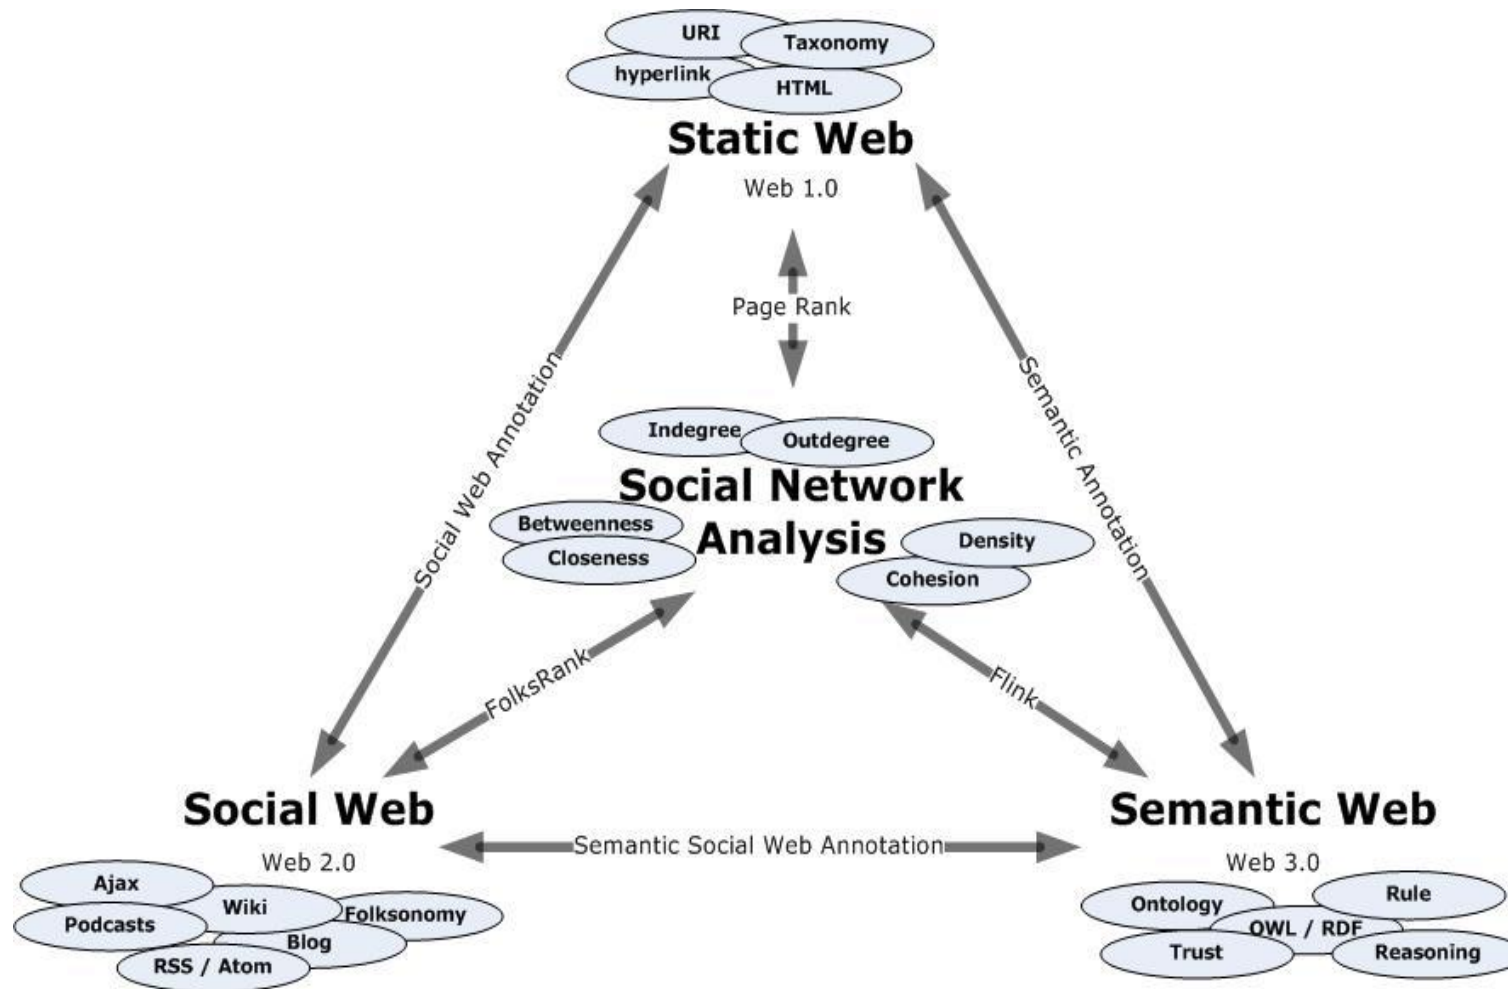 URI
Taxonomy
hyperlink
HTML
Static Web
Web 1.0
Page Rank
Social Web Annotation
Semantic Annotation
Indegree
Outdegree
Social Network
Analysis
Betweenness
Closeness
Density
Cohesion
FolksRank
Flink
Social Web
Semantic Web
Semantic Social Web Annotation
Web 2.0
Web 3.0
Ajax
Wiki
Folksonomy
Podcasts
Blog
RSS / Atom
Ontology
Rule
OWL / RDF
Trust
Reasoning